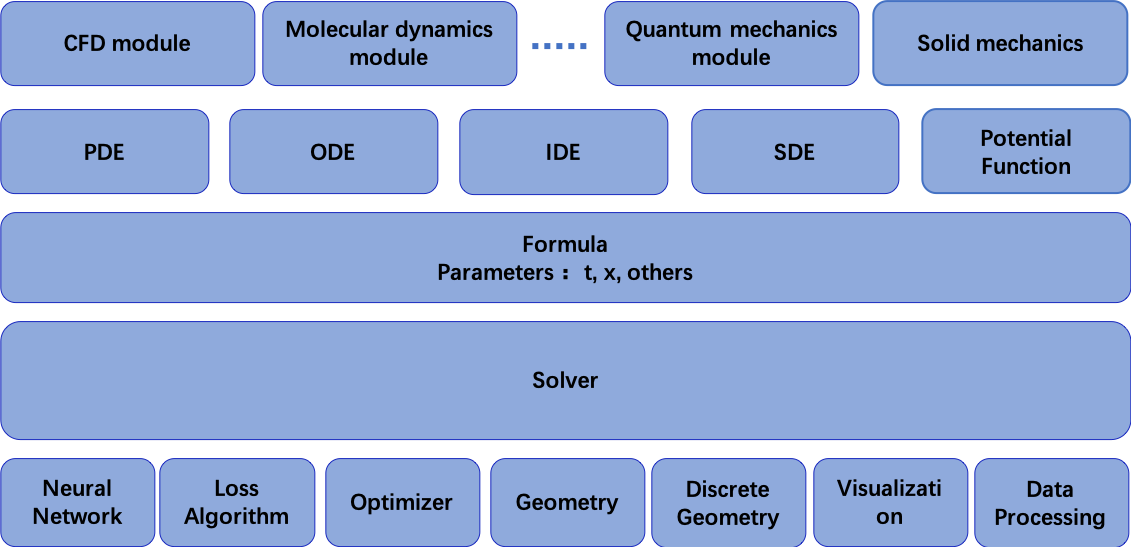 CFD module
Molecular dynamics
module
Quantum mechanics
module
Solid mechanics
PDE
ODE
IDE
SDE
Potential
Function
Formula
Parameters： t, x, others
Solver
Neural
Network
Loss
Algorithm
Optimizer
Geometry
Discrete
Geometry
Visualizati
on
Data
Processing